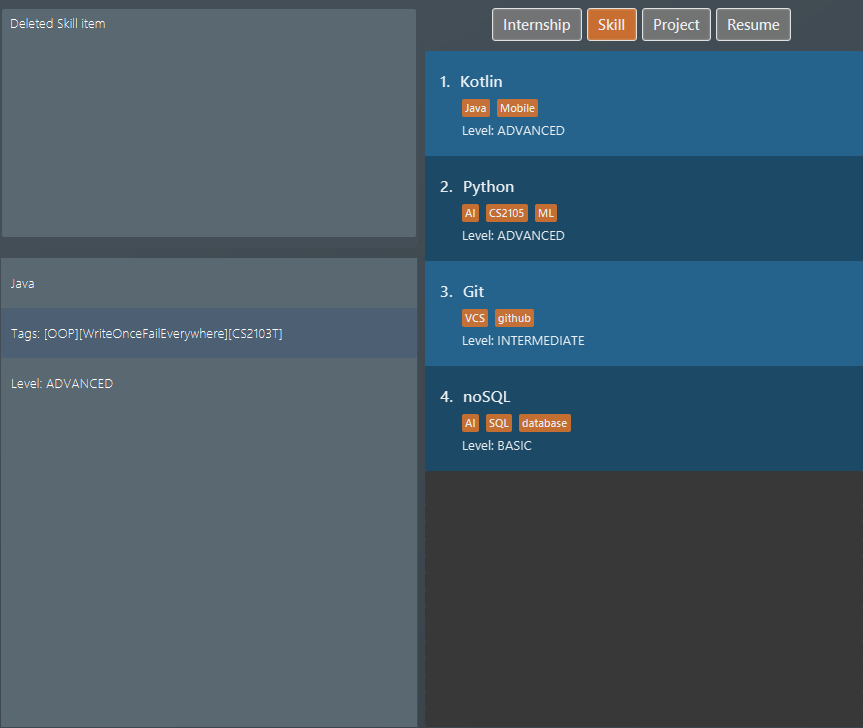 Deleted Skill item
Java
Tags: [OOP][WriteOnceFailEverywhere][CS2103T]
Level: ADVANCED
Internship Skill Project Resume
1. Kotlin
Java Mobile
Level: ADVANCED
2. Python
AI CS2105 ML
Level: ADVANCED
3. Git
VCS github
Level: INTERMEDIATE
4. noSQL
AI SQL database
Level: BASIC